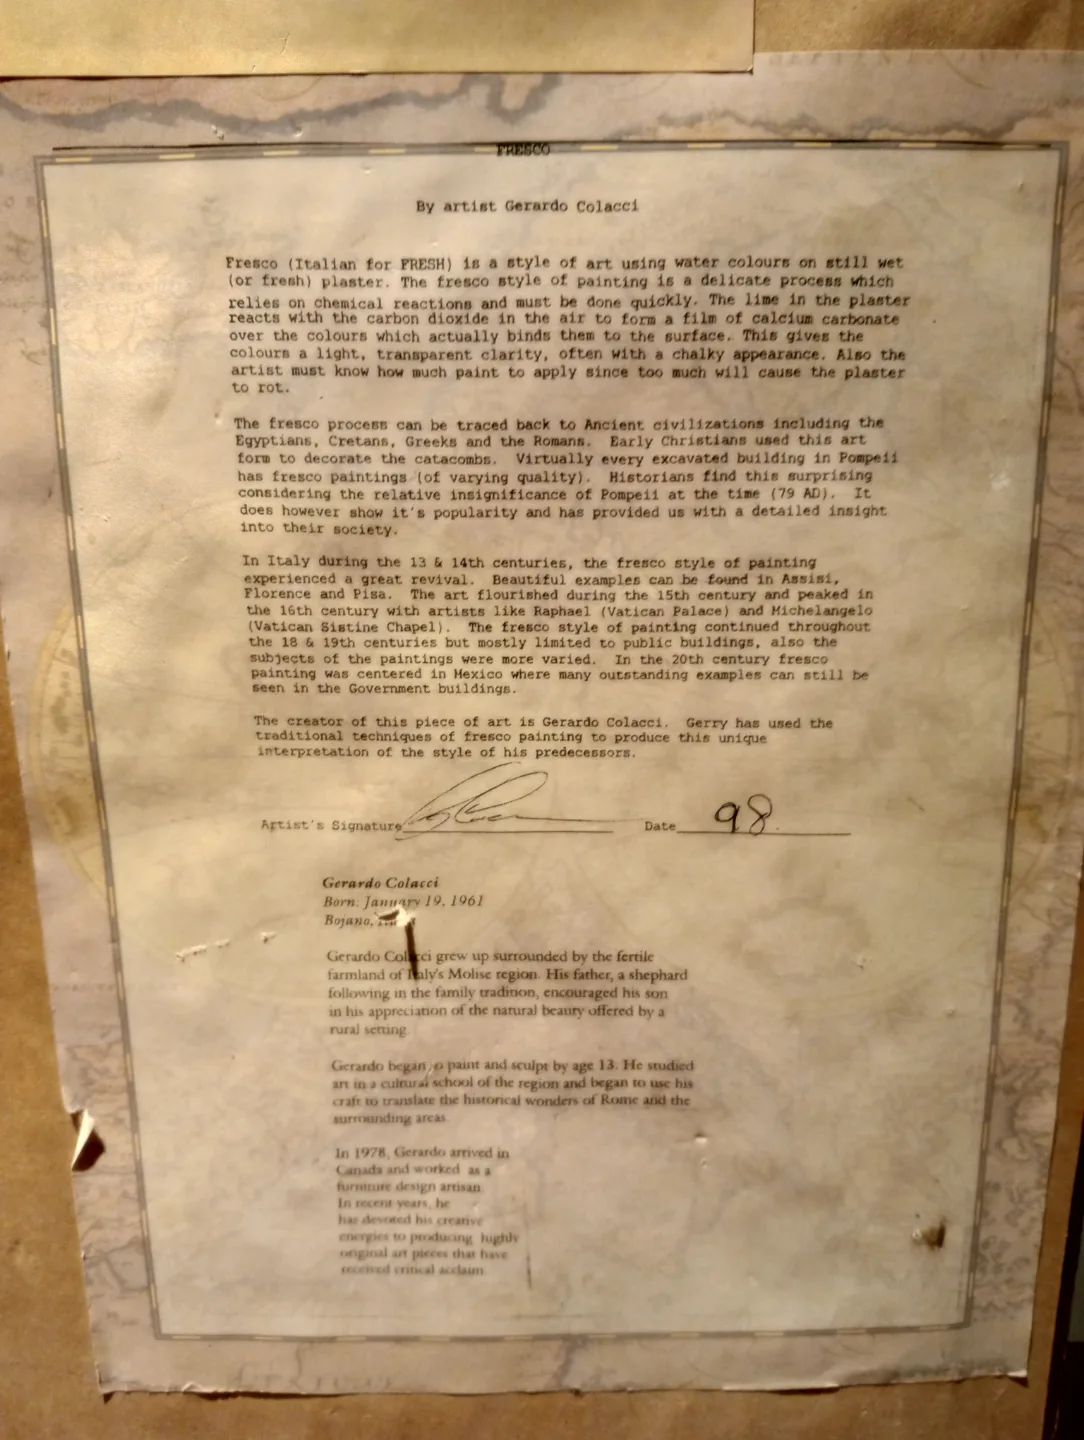 FRESCO
By artist Gerardo Colacci
Fresco (Italian for FRESH) is a style of art using water colours on still wet
(or fresh) plaster. The fresco style of painting is a delicate process which
relies on chemical reactions and must be done quickly. The lime in the plaster
reacts with the carbon dioxide in the air to form a film of calcium carbonate
over the colours which actually binds them to the surface. This gives the
colours a light, transparent clarity, often with a chalky appearance. Also the
artist must know how much paint to apply since too much will cause the plaster
to rot.
The fresco process can be traced back to Ancient civilizations including the
Egyptians, Cretans, Greeks and the Romans. Early Christians used this art
form to decorate the catacombs. Virtually every excavated building in Pompeii
has fresco paintings (of varying quality). Historians find this surprising
considering the relative insignificance of Pompeii at the time (79 AD). It
does however show it's popularity and has provided us with a detailed insight
into their society.
In Italy during the 13 & 14th centuries, the fresco style of painting
experienced a great revival. Beautiful examples can be found in Assisi,
Florence and Pisa. The art flourished during the 15th century and peaked in
the 16th century with artists like Raphael (Vatican Palace) and Michelangelo
(Vatican Sistine Chapel). The fresco style of painting continued throughout
the 18 & 19th centuries but mostly limited to public buildings, also the
subjects of the paintings were more varied. In the 20th century fresco
painting was centered in Mexico where many outstanding examples can still be
seen in the Government buildings.
The creator of this piece of art is Gerardo Colacci. Gerry has used the
traditional techniques of fresco painting to produce this unique
interpretation of the style of his predecessors.
Artist's Signature Date 98
Gerardo Colacci
Born: January 19, 1961
Bojano,
Gerardo Colacci grew up surrounded by the fertile
farmland of Italy's Molise region. His father, a shephard
following in the family tradition, encouraged his son
in his appreciation of the natural beauty offered by a
rural setting.
Gerardo began to paint and sculpt by age 13. He studied
art in a cultural school of the region and began to use his
craft to translate the historical wonders of Rome and the
surrounding areas.
In 1978, Gerardo arrived in
Canada and worked as a
furniture design artisan.
In recent years, he
has devoted his creative
energies to producing highly
original art pieces that have
received critical acclaim.